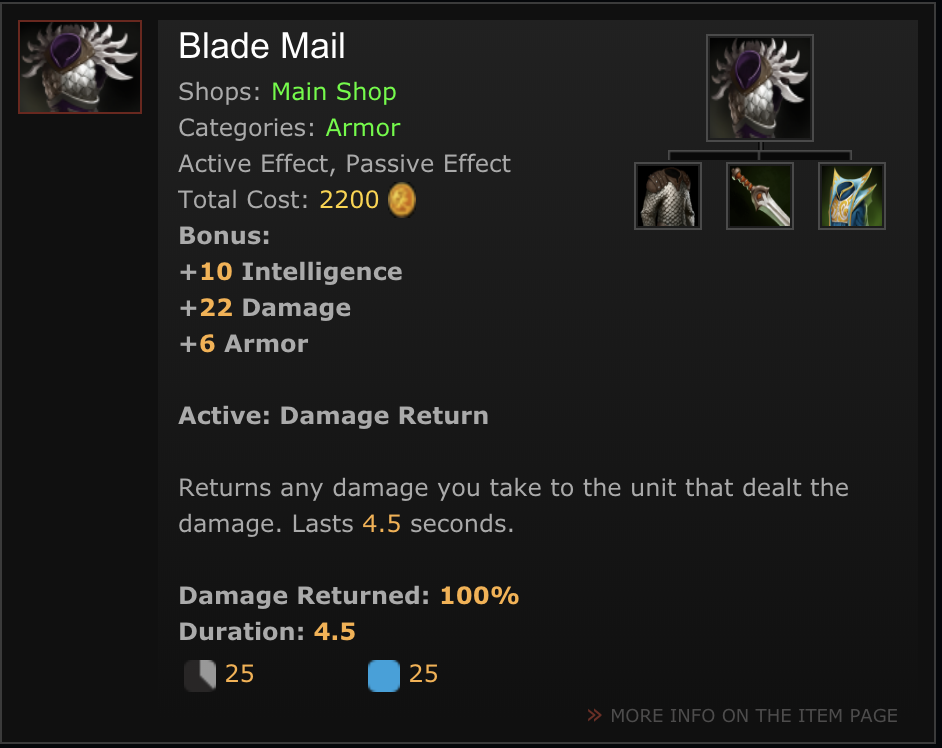 Blade Mail
Shops: Main Shop
Categories: Armor
Active Effect, Passive Effect
Total Cost: 2200
Bonus:
+10 Intelligence
+22 Damage
+6 Armor
Active: Damage Return
Returns any damage you take to the unit that dealt the
damage. Lasts 4.5 seconds.
Damage Returned: 100%
Duration: 4.5
25 25
» MORE INFO ON THE ITEM PAGE